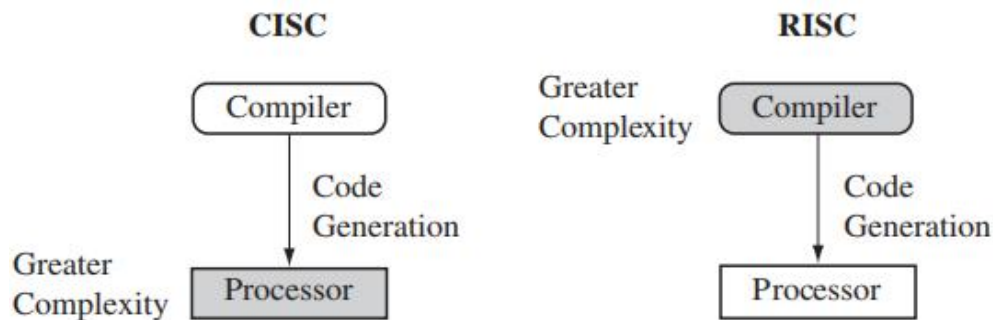 CISC
Compiler
Code
Generation
Greater
Complexity
Processor
RISC
Greater
Complexity
Compiler
Code
Generation
Processor